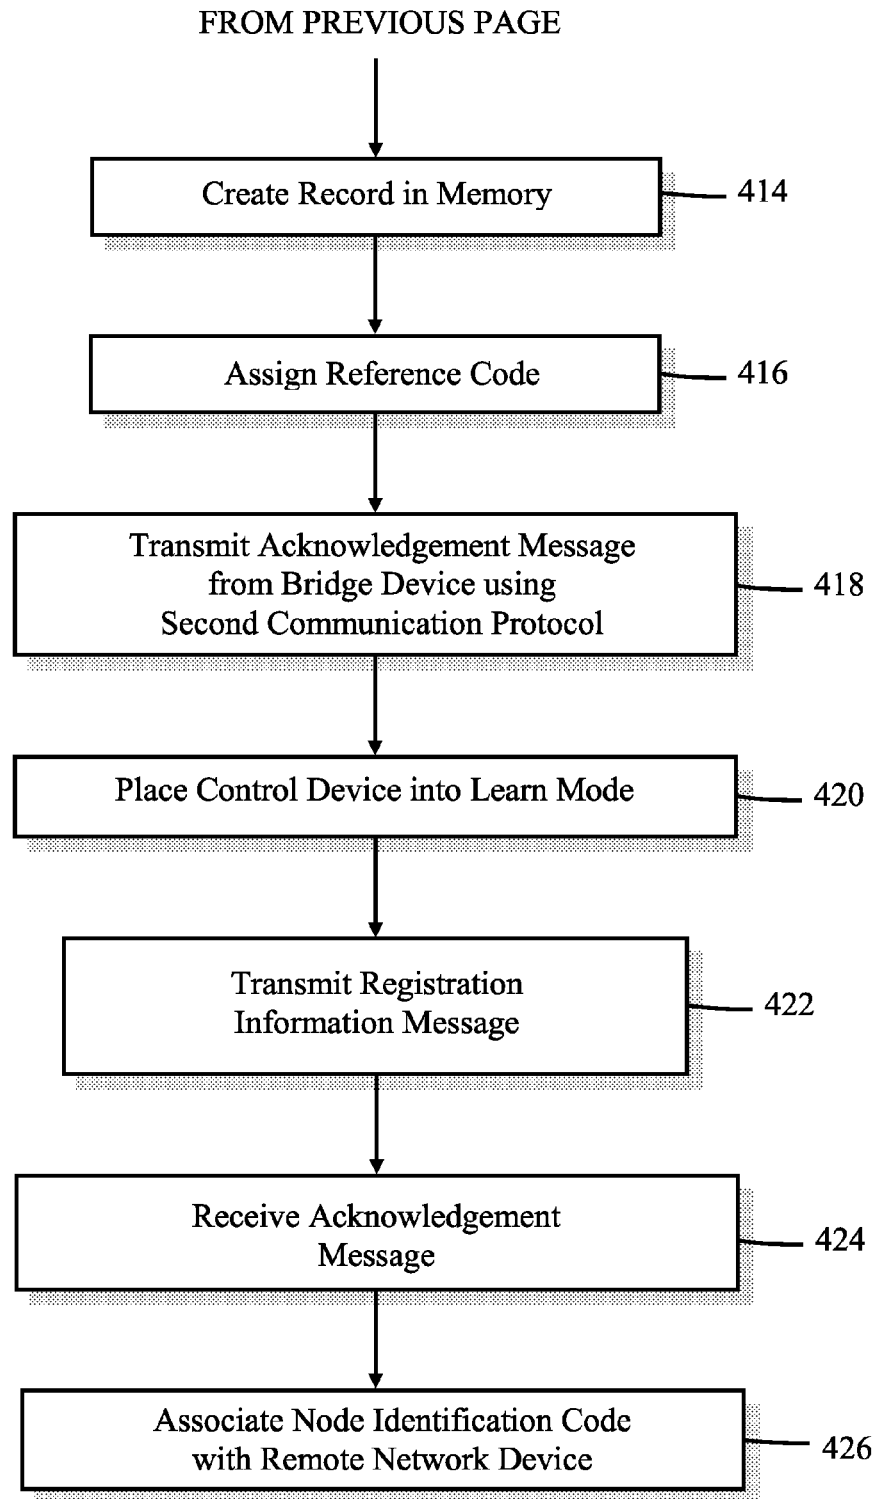 FROM PREVIOUS PAGE
Create Record in Memory
414
Assign Reference Code
416
Transmit Acknowledgement Message
from Bridge Device using
Second Communication Protocol
418
Place Control Device into Learn Mode
420
Transmit Registration
Information Message
422
Receive Acknowledgement
Message
424
Associate Node Identification Code
with Remote Network Device
426